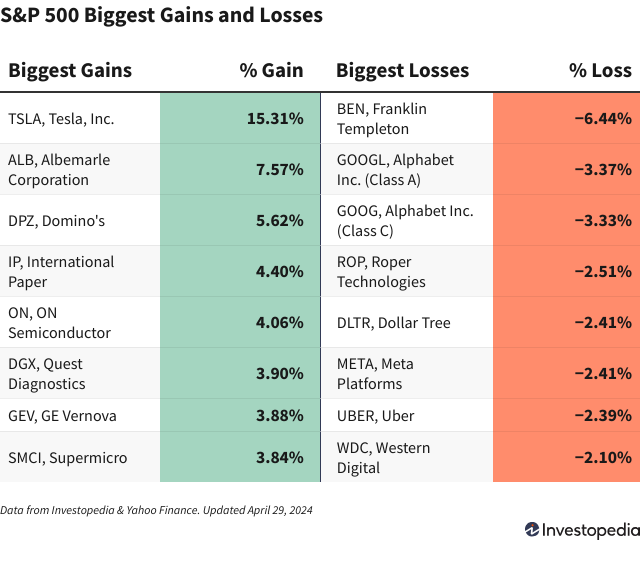 S&P 500 Biggest Gains and Losses
Biggest Gains % Gain Biggest Losses % Loss
TSLA, Tesla, Inc. 15.31% BEN, Franklin
Templeton −6.44%
ALB, Albemarle
Corporation 7.57% GOOGL, Alphabet
Inc. (Class A) −3.37%
DPZ, Domino's 5.62% GOOG, Alphabet Inc.
(Class C) −3.33%
IP, International
Paper 4.40% ROP, Roper
Technologies −2.51%
ON, ON
Semiconductor 4.06% DLTR, Dollar Tree −2.41%
DGX, Quest
Diagnostics 3.90% META, Meta
Platforms −2.41%
GEV, GE Vernova 3.88% UBER, Uber −2.39%
SMCI, Supermicro 3.84% WDC, Western
Digital −2.10%
Data from Investopedia & Yahoo Finance. Updated April 29, 2024
Investopedia